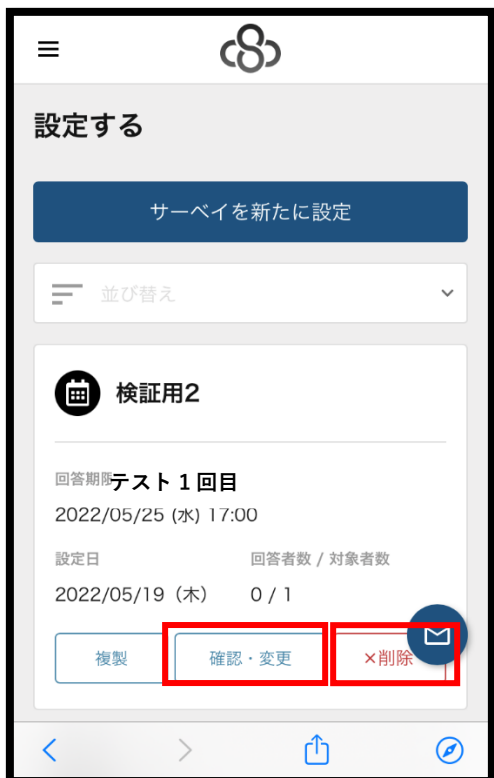 設定する
サーベイを新たに設定
並び替え
検証用2
回答期限テスト1回目
2022/05/25 (水) 17:00
設定日 回答者数 / 対象者数
2022/05/19（木） 0 / 1
複製 確認・変更 ×削除